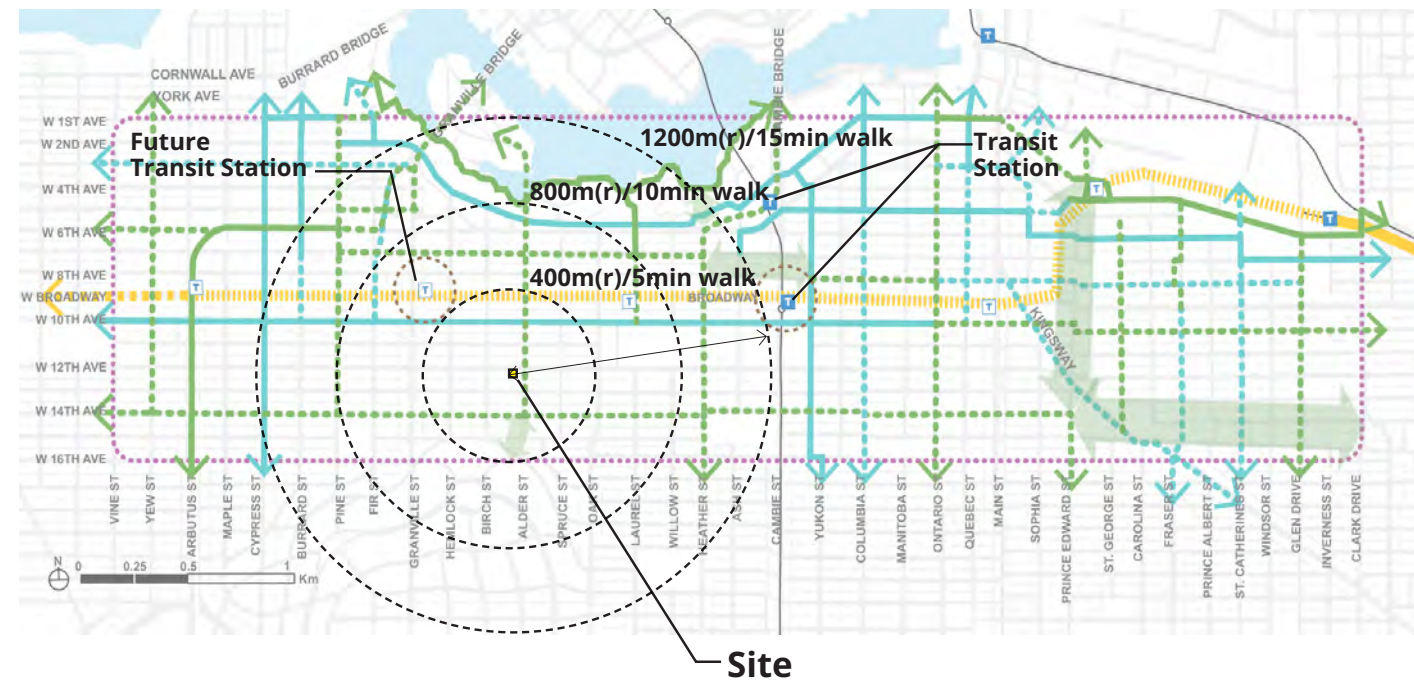 BURRARD BRIDGE
GRANVILLE BRIDGE
CAMBIE BRIDGE
CORNWALL AVE
YORK AVE
W 1ST AVE
W 2ND AVE
W 4TH AVE
W 6TH AVE
W 8TH AVE
W BROADWAY
W 10TH AVE
W 12TH AVE
W 14TH AVE
W 16TH AVE
Future
Transit Station
1200m(r)/15min walk
800m(r)/10min walk
400m(r)/5min walk
Transit
Station
BROADWAY
KINGSWAY
T
T
T
T
T
T
T
T
T
VINE ST
YEW ST
ARBUTUS ST
MAPLE ST
CYPRESS ST
BURRARD ST
PINE ST
FIR ST
GRANVILLE ST
HEMLOCK ST
BIRCH ST
ALDER ST
SPRUCE ST
OAK ST
LAUREL ST
WILLOW ST
HEATHER ST
ASH ST
CAMBIE ST
YUKON ST
COLUMBIA ST
MANITOBA ST
ONTARIO ST
QUEBEC ST
MAIN ST
SOPHIA ST
PRINCE EDWARD ST
ST. GEORGE ST
CAROLINA ST
FRASER ST
PRINCE ALBERT ST
ST. CATHERINES ST
WINDSOR ST
GLEN DRIVE
INVERNESS ST
CLARK DRIVE
N
0 0.25 0.5 1
Km
Site